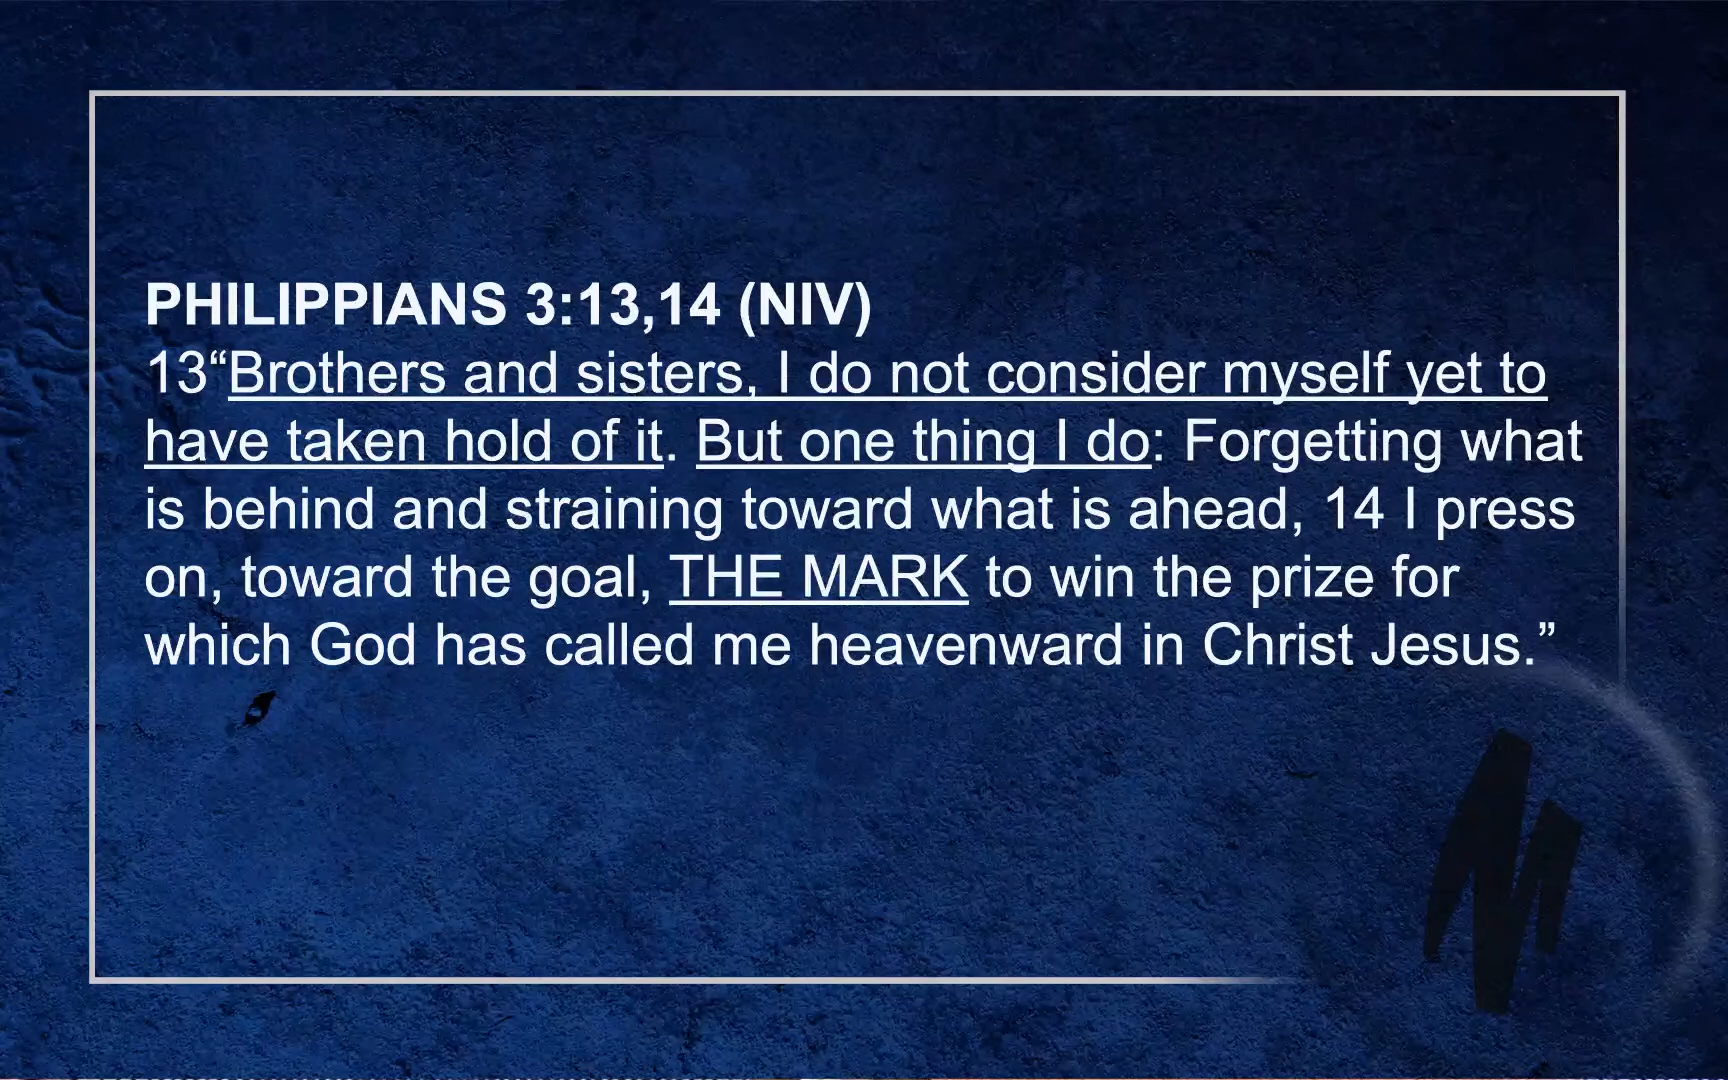 PHILIPPIANS 3:13,14 (NIV)
13“Brothers and sisters, I do not consider myself yet to
have taken hold of it. But one thing I do: Forgetting what
is behind and straining toward what is ahead, 14 I press
on, toward the goal, THE MARK to win the prize for
which God has called me heavenward in Christ Jesus.”